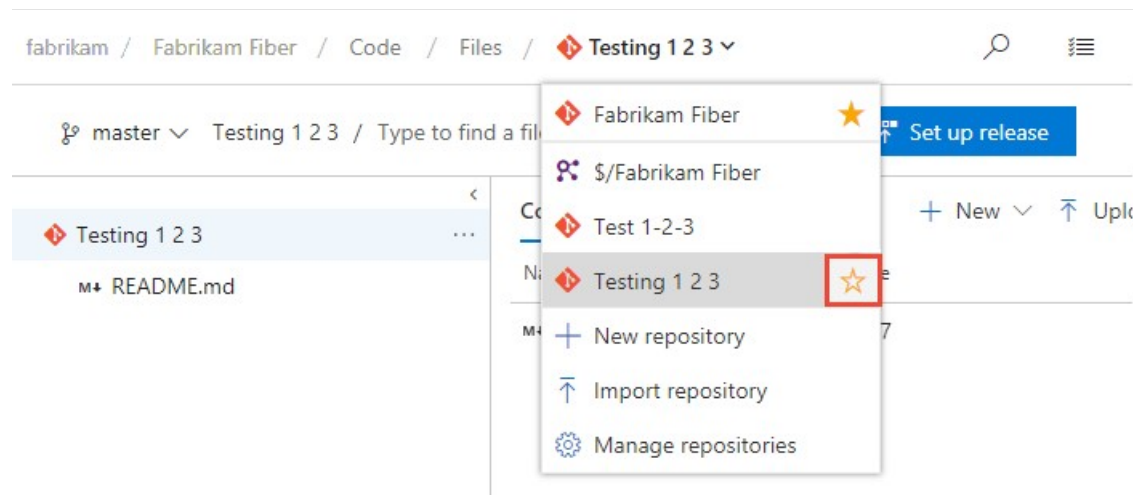 fabrikam / Fabrikam Fiber / Code / Files / Testing 1 2 3
master Testing 1 2 3 / Type to find a fil
Set up release
Fabrikam Fiber
$/Fabrikam Fiber
Test 1-2-3
Testing 1 2 3
New repository
Import repository
Manage repositories
New
Testing 1 2 3
M↓ README.md